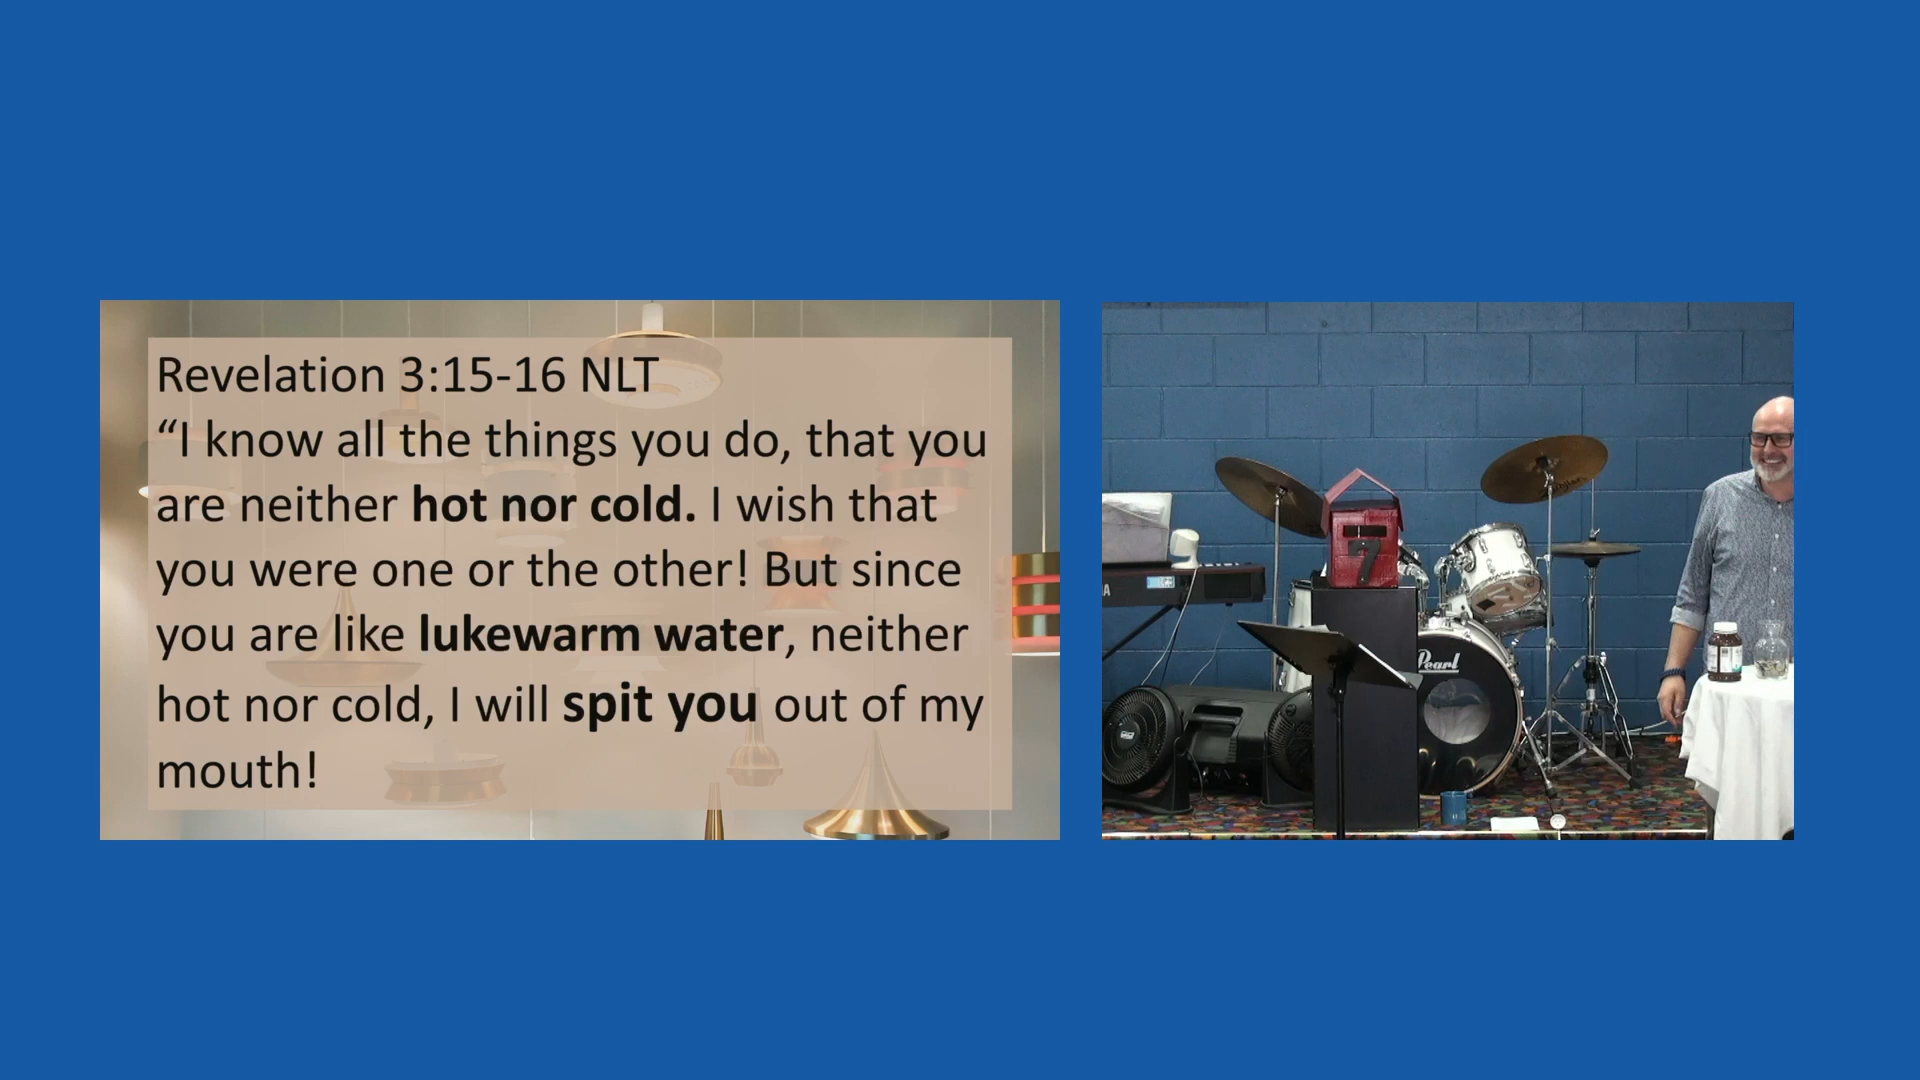 Revelation 3:15-16 NLT
“I know all the things you do, that you
are neither hot nor cold. I wish that
you were one or the other! But since
you are like lukewarm water, neither
hot nor cold, I will spit you out of my
mouth!
7
Pearl